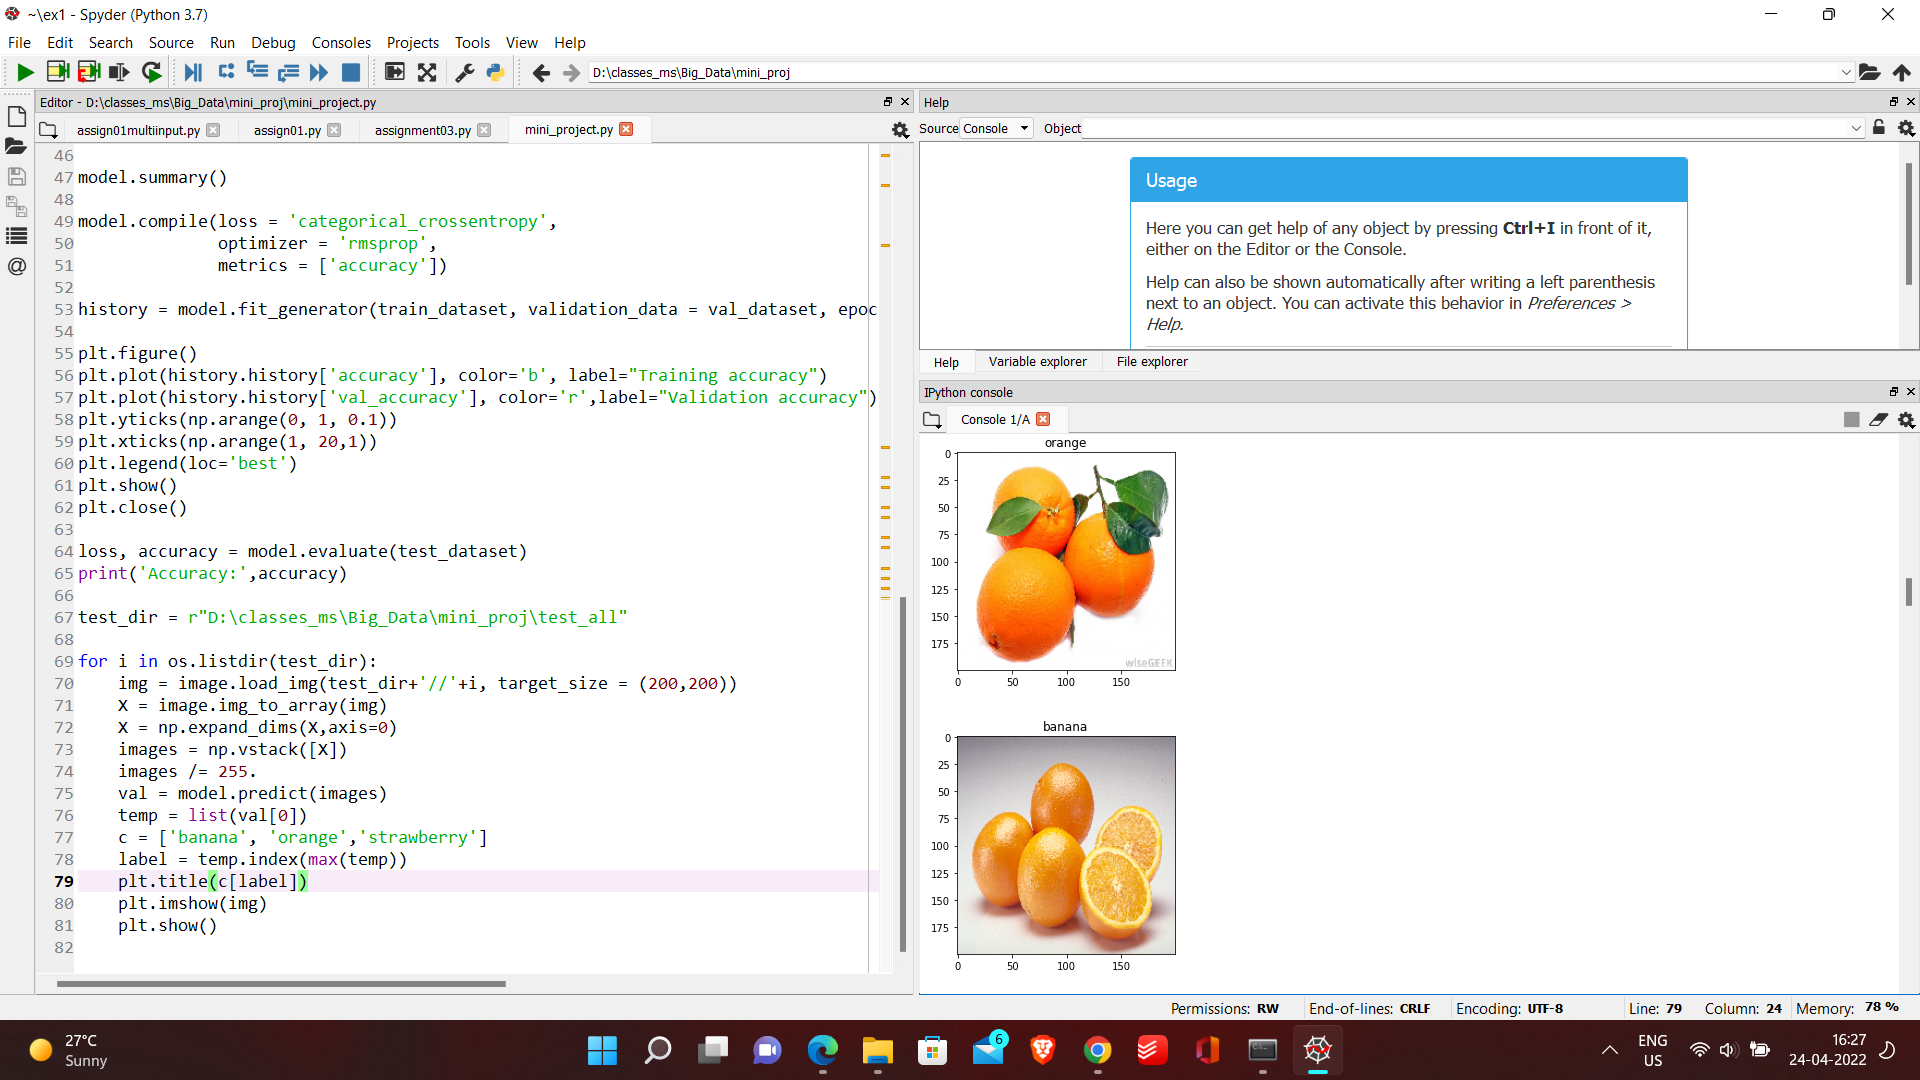 ~\ex1 - Spyder (Python 3.7)
File Edit Search Source Run Debug Consoles Projects Tools View Help
D:\classes_ms\Big_Data\mini_proj
Editor - D:\classes_ms\Big_Data\mini_proj\mini_project.py
assign01multiinput.py assign01.py assignment03.py mini_project.py
46
47 model.summary()
48
49 model.compile(loss = 'categorical_crossentropy',
50 optimizer = 'rmsprop',
51 metrics = ['accuracy'])
52
53 history = model.fit_generator(train_dataset, validation_data = val_dataset, epoc
54
55 plt.figure()
56 plt.plot(history.history['accuracy'], color='b', label="Training accuracy")
57 plt.plot(history.history['val_accuracy'], color='r',label="Validation accuracy")
58 plt.yticks(np.arange(0, 1, 0.1))
59 plt.xticks(np.arange(1, 20,1))
60 plt.legend(loc='best')
61 plt.show()
62 plt.close()
63
64 loss, accuracy = model.evaluate(test_dataset)
65 print('Accuracy:',accuracy)
66
67 test_dir = r"D:\classes_ms\Big_Data\mini_proj\test_all"
68
69 for i in os.listdir(test_dir):
70 img = image.load_img(test_dir+'//'+i, target_size = (200,200))
71 X = image.img_to_array(img)
72 X = np.expand_dims(X,axis=0)
73 images = np.vstack([X])
74 images /= 255.
75 val = model.predict(images)
76 temp = list(val[0])
77 c = ['banana', 'orange','strawberry']
78 label = temp.index(max(temp))
79 plt.title(c[label])
80 plt.imshow(img)
81 plt.show()
82
Help
Source Console Object
Usage
Here you can get help of any object by pressing Ctrl+I in front of it,
either on the Editor or the Console.
Help can also be shown automatically after writing a left parenthesis
next to an object. You can activate this behavior in Preferences >
Help.
Help Variable explorer File explorer
IPython console
Console 1/A
orange
0
25
50
75
100
125
150
175
wiseGEEK
0 50 100 150
banana
0
25
50
75
100
125
150
175
0 50 100 150
Permissions: RW End-of-lines: CRLF Encoding: UTF-8 Line: 79 Column: 24 Memory: 78 %
27°C
Sunny
6
ENG
US
16:27
24-04-2022